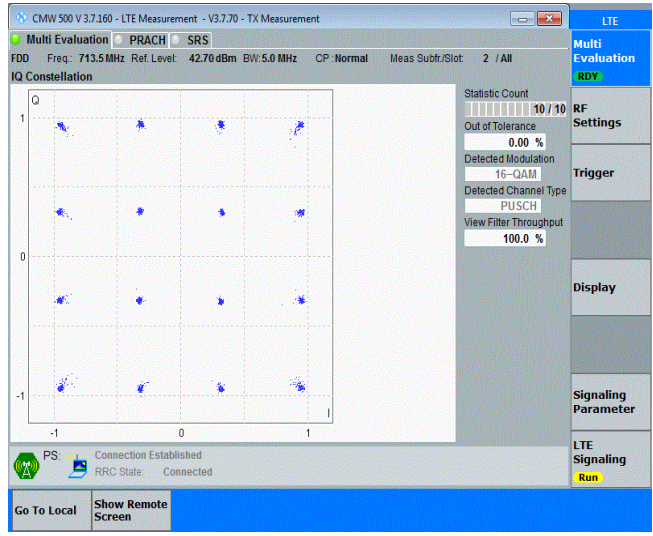 CMW 500 V 3.7.160 - LTE Measurement - V3.7.70 - TX Measurement
LTE
Multi Evaluation PRACH SRS
FDD Freq.: 713.5 MHz Ref. Level: 42.70 dBm BW: 5.0 MHz CP : Normal Meas Subfr./Slot: 2 / All
IQ Constellation
Q
1
0
-1
I
-1 0 1
Statistic Count
10 / 10
Out of Tolerance
0.00 %
Detected Modulation
16-QAM
Detected Channel Type
PUSCH
View Filter Throughput
100.0 %
Multi
Evaluation
RDY
RF
Settings
Trigger
Display
Signaling
Parameter
LTE
Signaling
Run
PS: Connection Established
RRC State: Connected
Go To Local
Show Remote
Screen